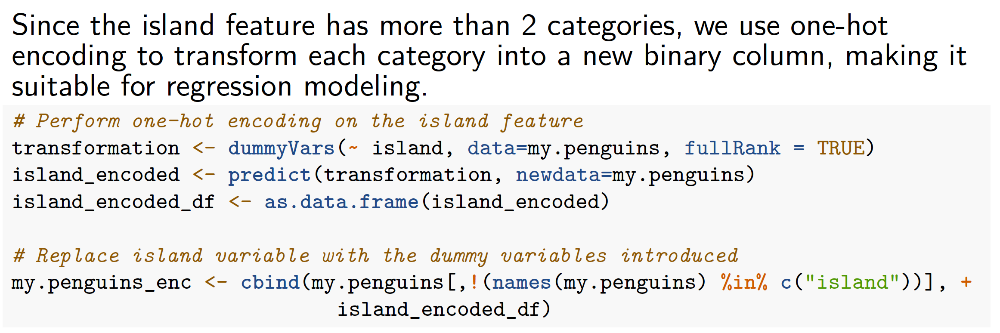 Since the island feature has more than 2 categories, we use one-hot
encoding to transform each category into a new binary column, making it
suitable for regression modeling.
# Perform one-hot encoding on the island feature
transformation <- dummyVars(~ island, data=my.penguins, fullRank = TRUE)
island_encoded <- predict(transformation, newdata=my.penguins)
island_encoded_df <- as.data.frame(island_encoded)
# Replace island variable with the dummy variables introduced
my.penguins_enc <- cbind(my.penguins[,!(names(my.penguins) %in% c("island"))], +
island_encoded_df)